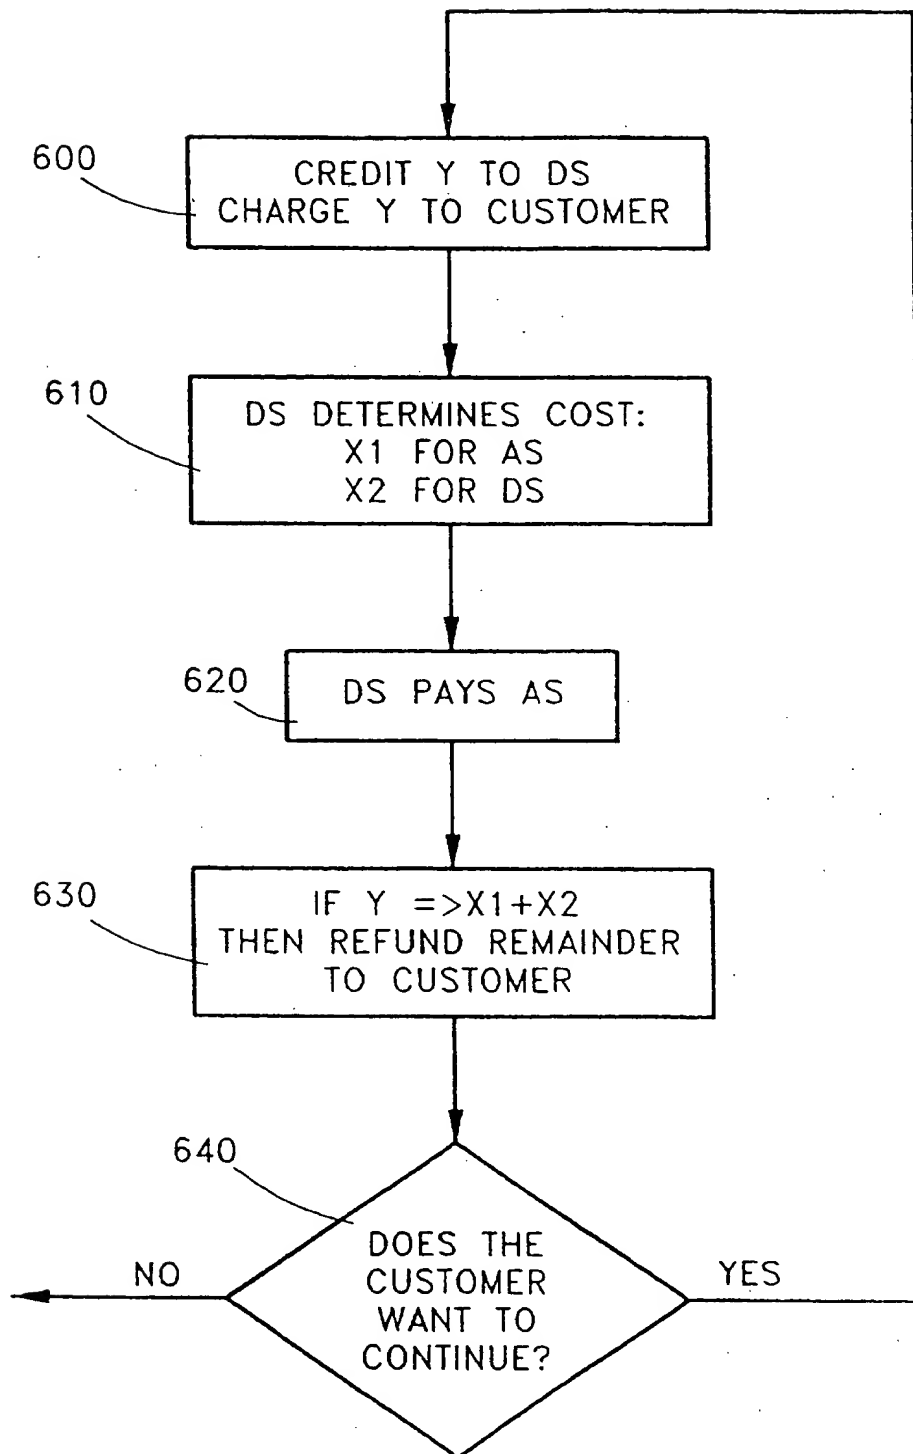 600
CREDIT Y TO DS
CHARGE Y TO CUSTOMER
610
DS DETERMINES COST:
X1 FOR AS
X2 FOR DS
620
DS PAYS AS
630
IF Y =>X1+X2
THEN REFUND REMAINDER
TO CUSTOMER
640
DOES THE
CUSTOMER
WANT TO
CONTINUE?
NO
YES